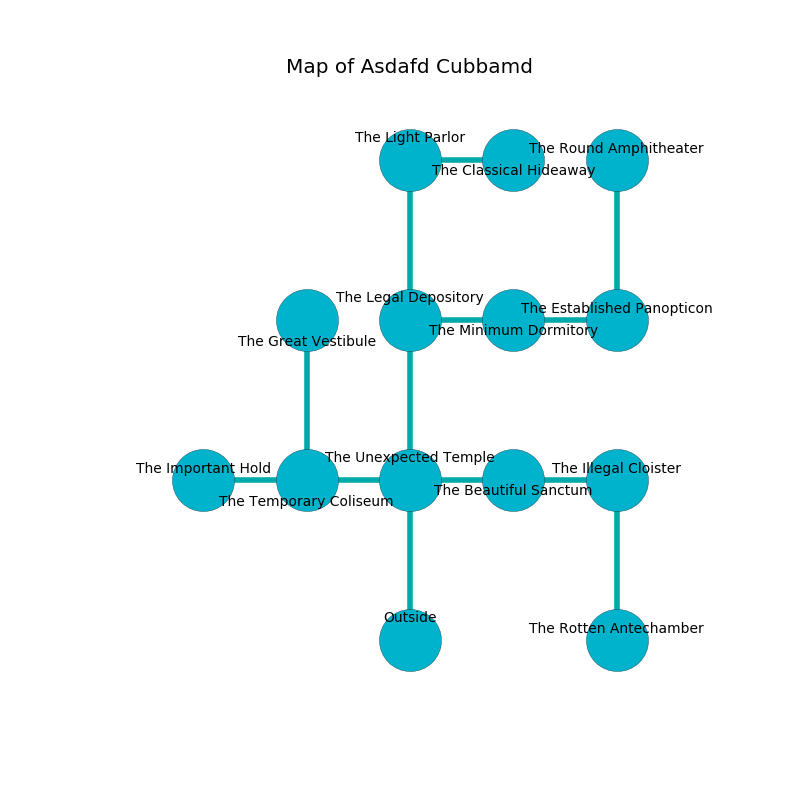 Map of Asdafd Cubbamd
The Light Parlor
The Round Amphitheater
The Classical Hideaway
The Legal Depository
The Established Panopticon
The Minimum Dormitory
The Great Vestibule
The Unexpected Temple
The Important Hold
The Illegal Cloister
The Beautiful Sanctum
The Temporary Coliseum
Outside
The Rotten Antechamber